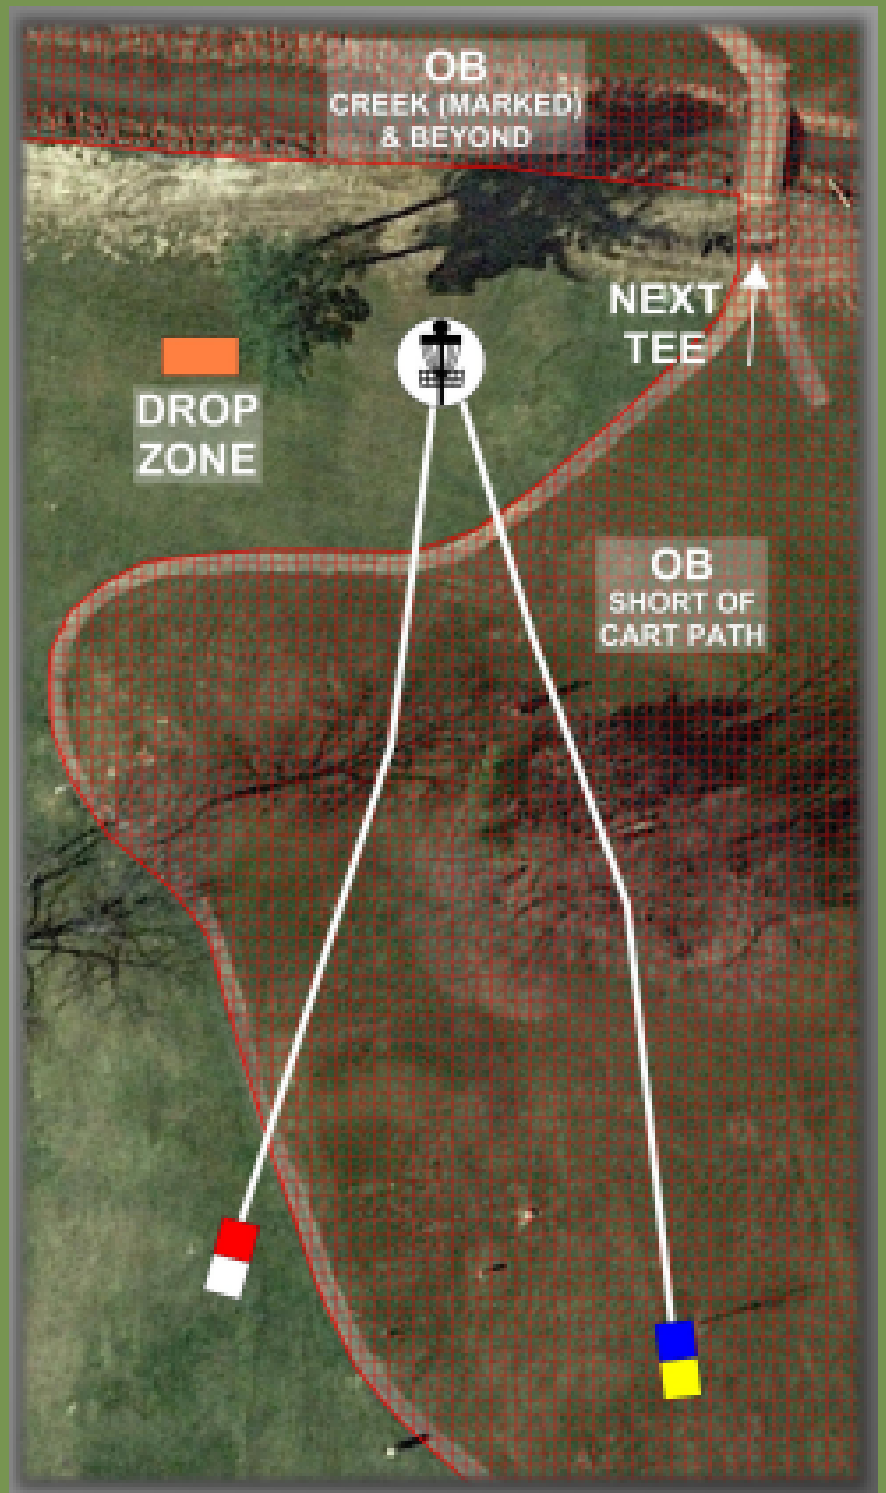 OB
CREEK (MARKED)
& BEYOND
NEXT
TEE
DROP
ZONE
OB
SHORT OF
CART PATH